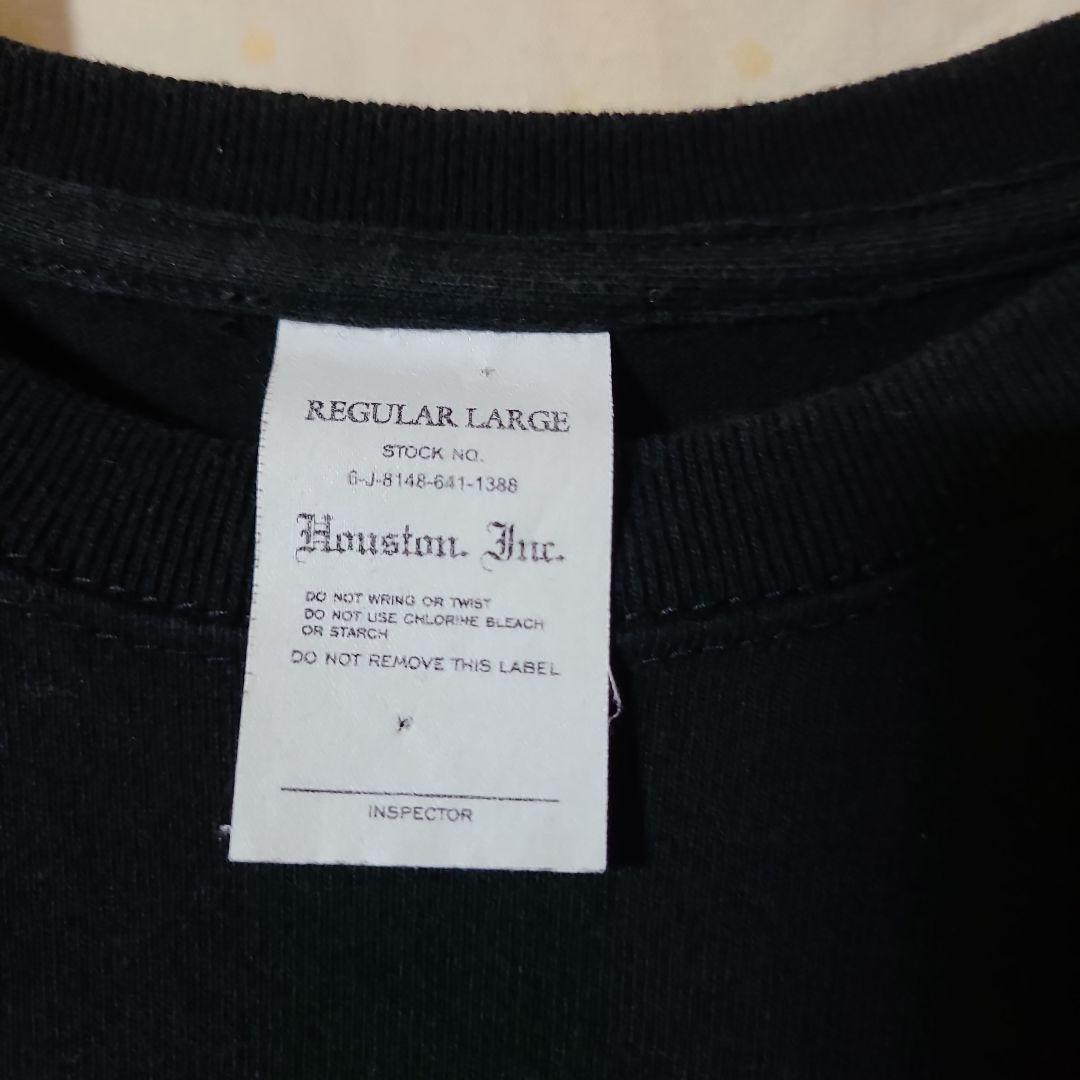 REGULAR LARGE
STOCK NO.
6-J-8148-641-1388
Houston. Inc.
DO NOT WRING OR TWIST
DO NOT USE CHLORINE BLEACH
OR STARCH
DO NOT REMOVE THIS LABEL
INSPECTOR